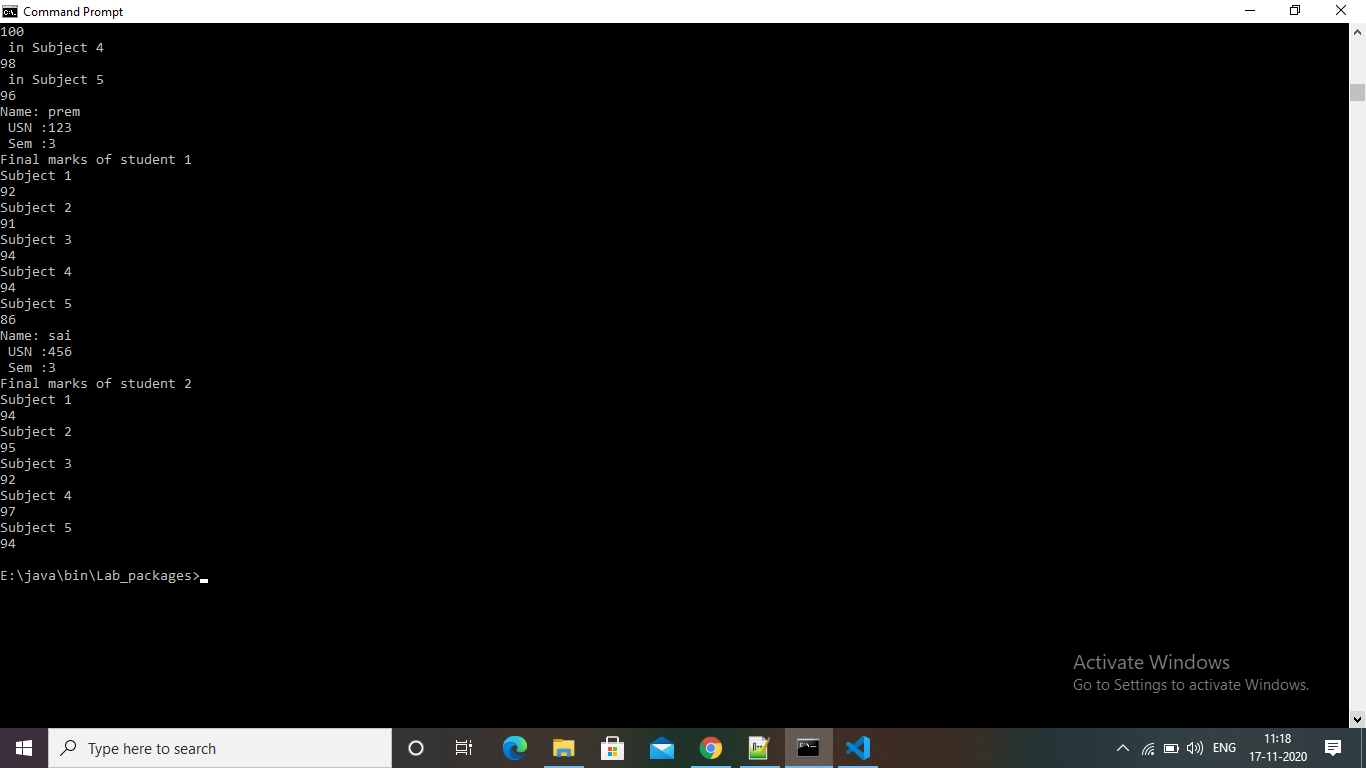 Command Prompt
100
 in Subject 4
98
 in Subject 5
96
Name: prem
 USN :123
 Sem :3
Final marks of student 1
Subject 1
92
Subject 2
91
Subject 3
94
Subject 4
94
Subject 5
86
Name: sai
 USN :456
 Sem :3
Final marks of student 2
Subject 1
94
Subject 2
95
Subject 3
92
Subject 4
97
Subject 5
94
E:\java\bin\Lab_packages>
Activate Windows
Go to Settings to activate Windows.
Type here to search
ENG
11:18
17-11-2020